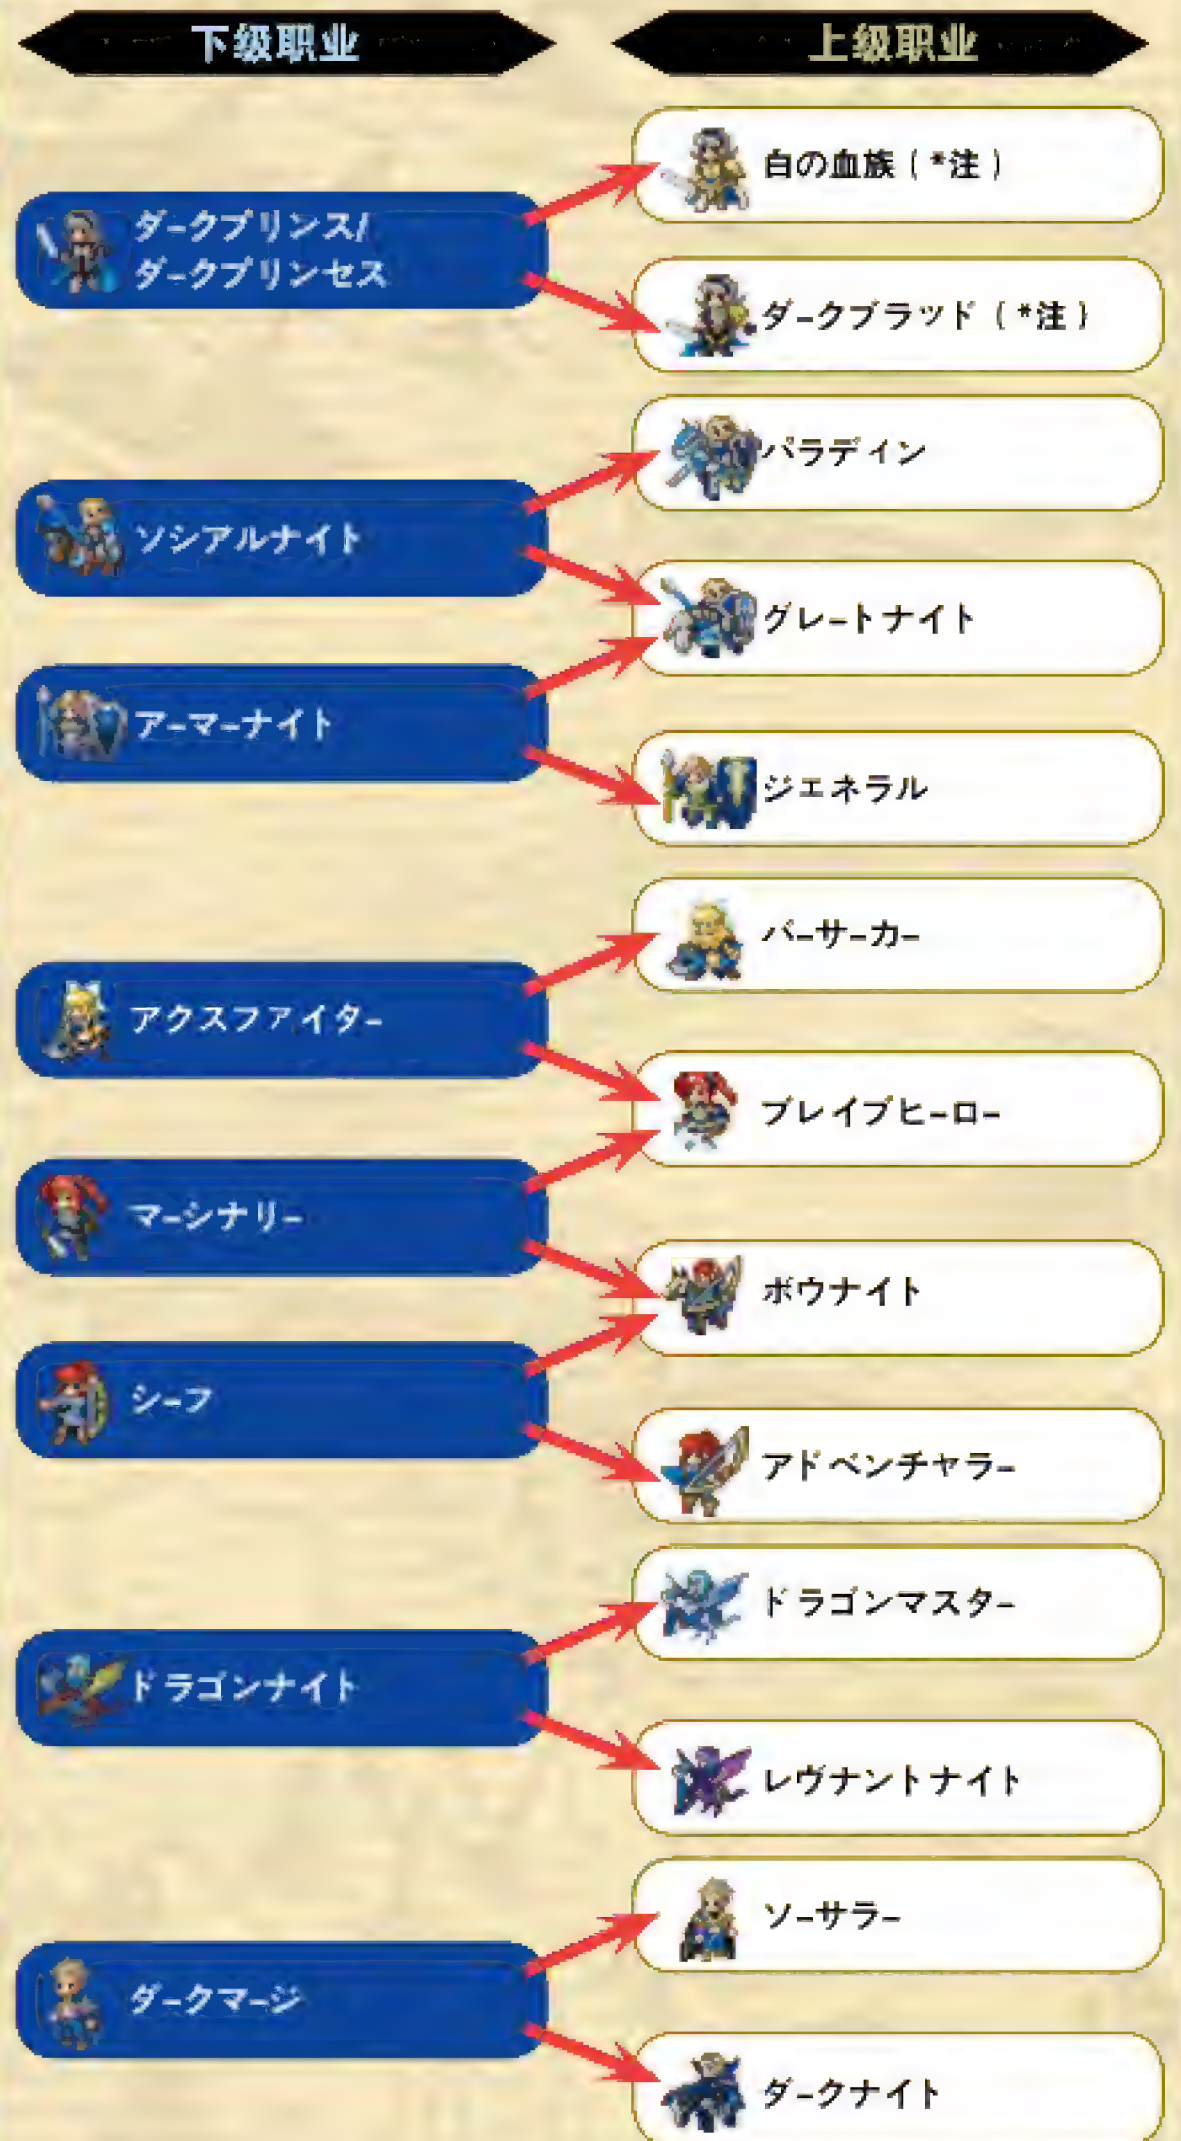 下级职业
上级职业
白の血族（*注）
ダークプリンス/
ダークプリンセス
ダークブラッド（*注）
パラディン
ソシアルナイト
グレートナイト
アーマーナイト
ジェネラル
バーサーカー
アクスファイター
ブレイブヒーロー
マーシナリー
ボウナイト
シーフ
アドベンチャラー
ドラゴンマスター
ドラゴンナイト
レヴナントナイト
ソーサラー
ダークマージ
ダークナイト